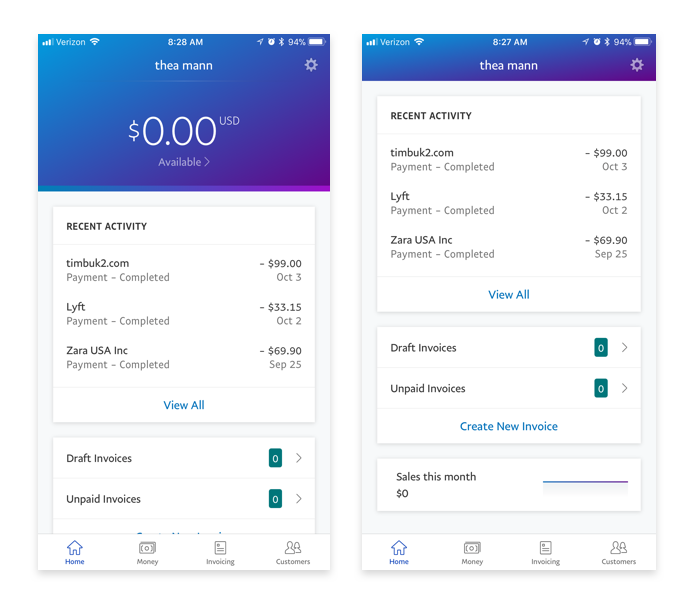 Verizon 8:28 AM 94%
thea mann
$0.00 USD
Available
RECENT ACTIVITY
timbuk2.com – $99.00
Payment – Completed Oct 3
Lyft – $33.15
Payment – Completed Oct 2
Zara USA Inc – $69.90
Payment – Completed Sep 25
View All
Draft Invoices 0
Unpaid Invoices 0
Home Money Invoicing Customers
Verizon 8:27 AM 94%
thea mann
RECENT ACTIVITY
timbuk2.com – $99.00
Payment – Completed Oct 3
Lyft – $33.15
Payment – Completed Oct 2
Zara USA Inc – $69.90
Payment – Completed Sep 25
View All
Draft Invoices 0
Unpaid Invoices 0
Create New Invoice
Sales this month
$0
Home Money Invoicing Customers